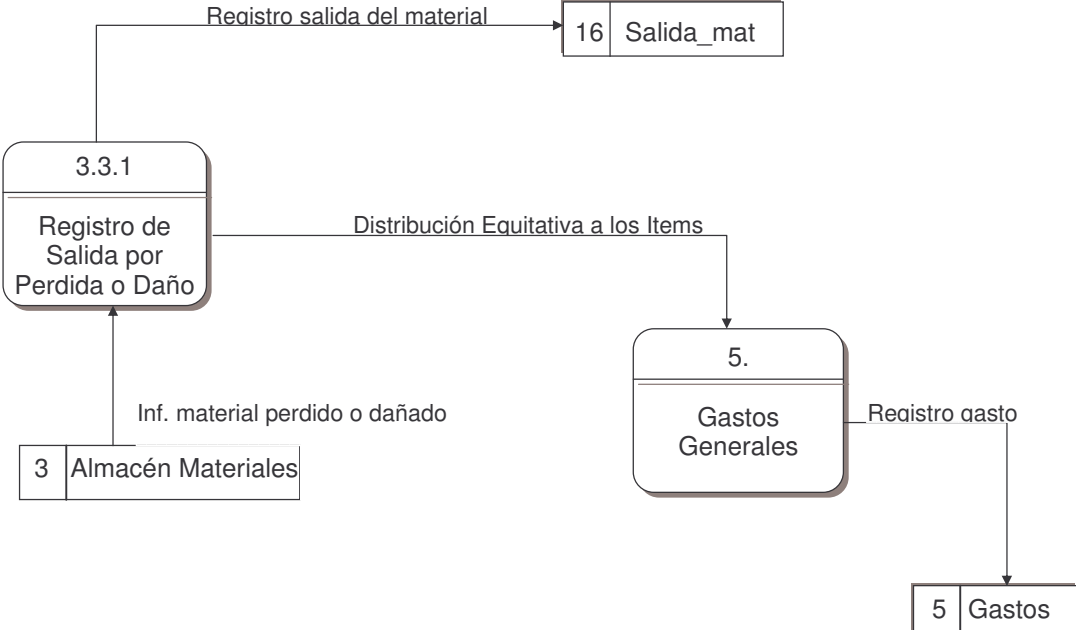 Registro salida del material
16 Salida_mat
3.3.1
Registro de
Salida por
Perdida o Daño
Distribución Equitativa a los Items
5.
Gastos
Generales
Inf. material perdido o dañado
Registro gasto
3 Almacén Materiales
5 Gastos